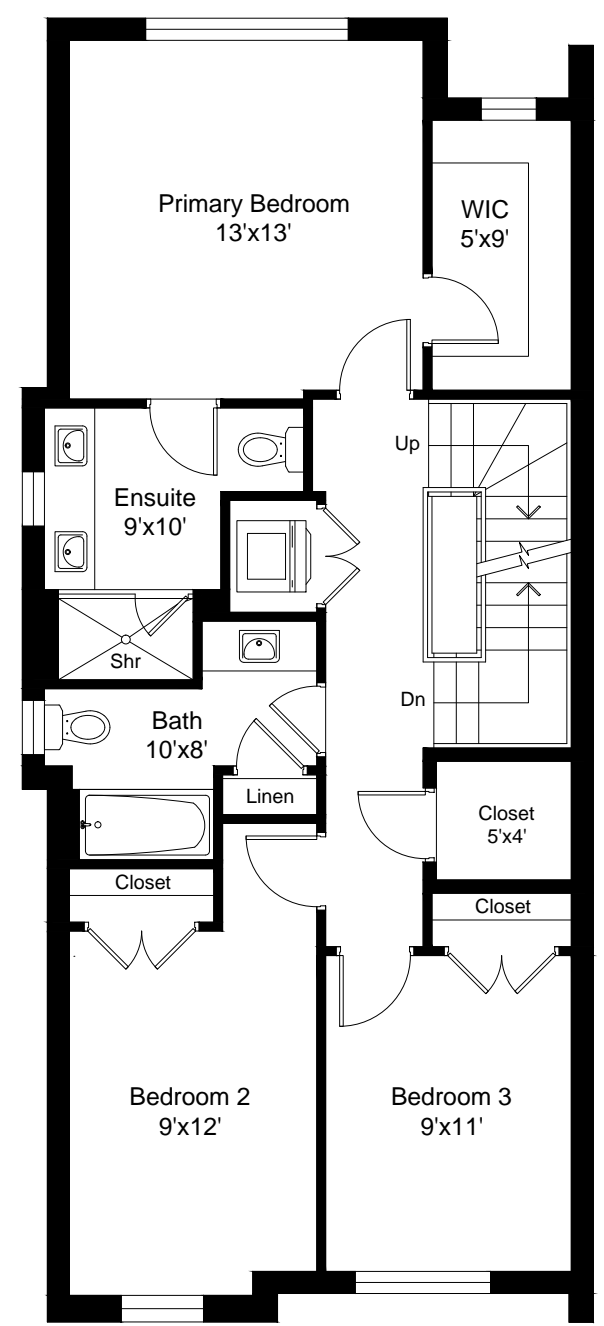 Primary Bedroom
13'x13'
WIC
5'x9'
Up
Ensuite
9'x10'
Shr
Dn
Bath
10'x8'
Linen
Closet
5'x4'
Closet
Closet
Bedroom 2
9'x12'
Bedroom 3
9'x11'